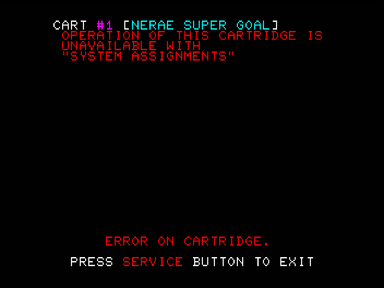 CART #1 [NERAE SUPER GOAL]
OPERATION OF THIS CARTRIDGE IS
UNAVAILABLE WITH
"SYSTEM ASSIGNMENTS"
ERROR ON CARTRIDGE.
PRESS SERVICE BUTTON TO EXIT